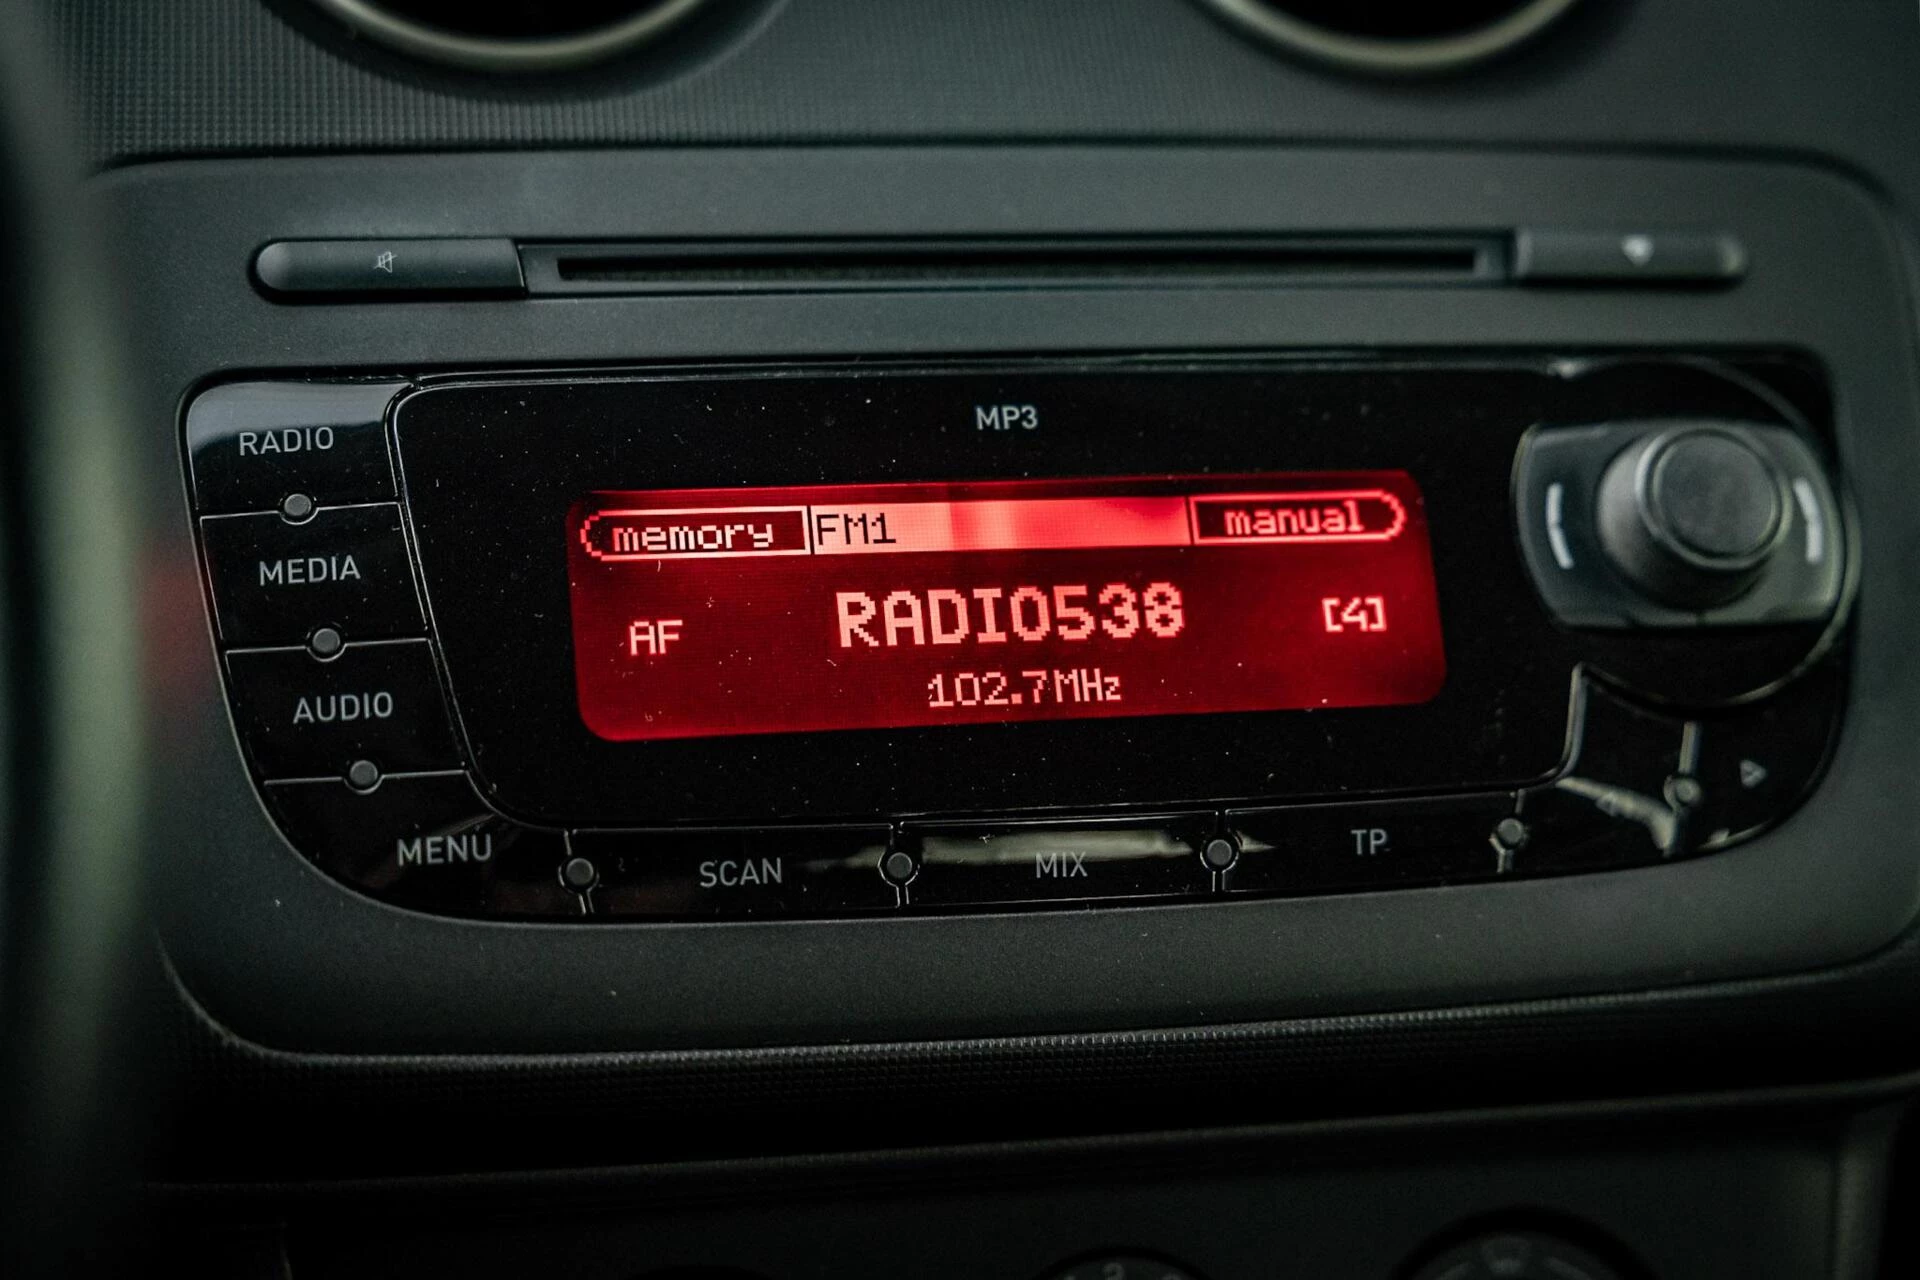 MP3
RADIO
MEDIA
AUDIO
MENU
memory FM1 manual
AF RADIO538 [4]
102.7MHz
SCAN MIX TP